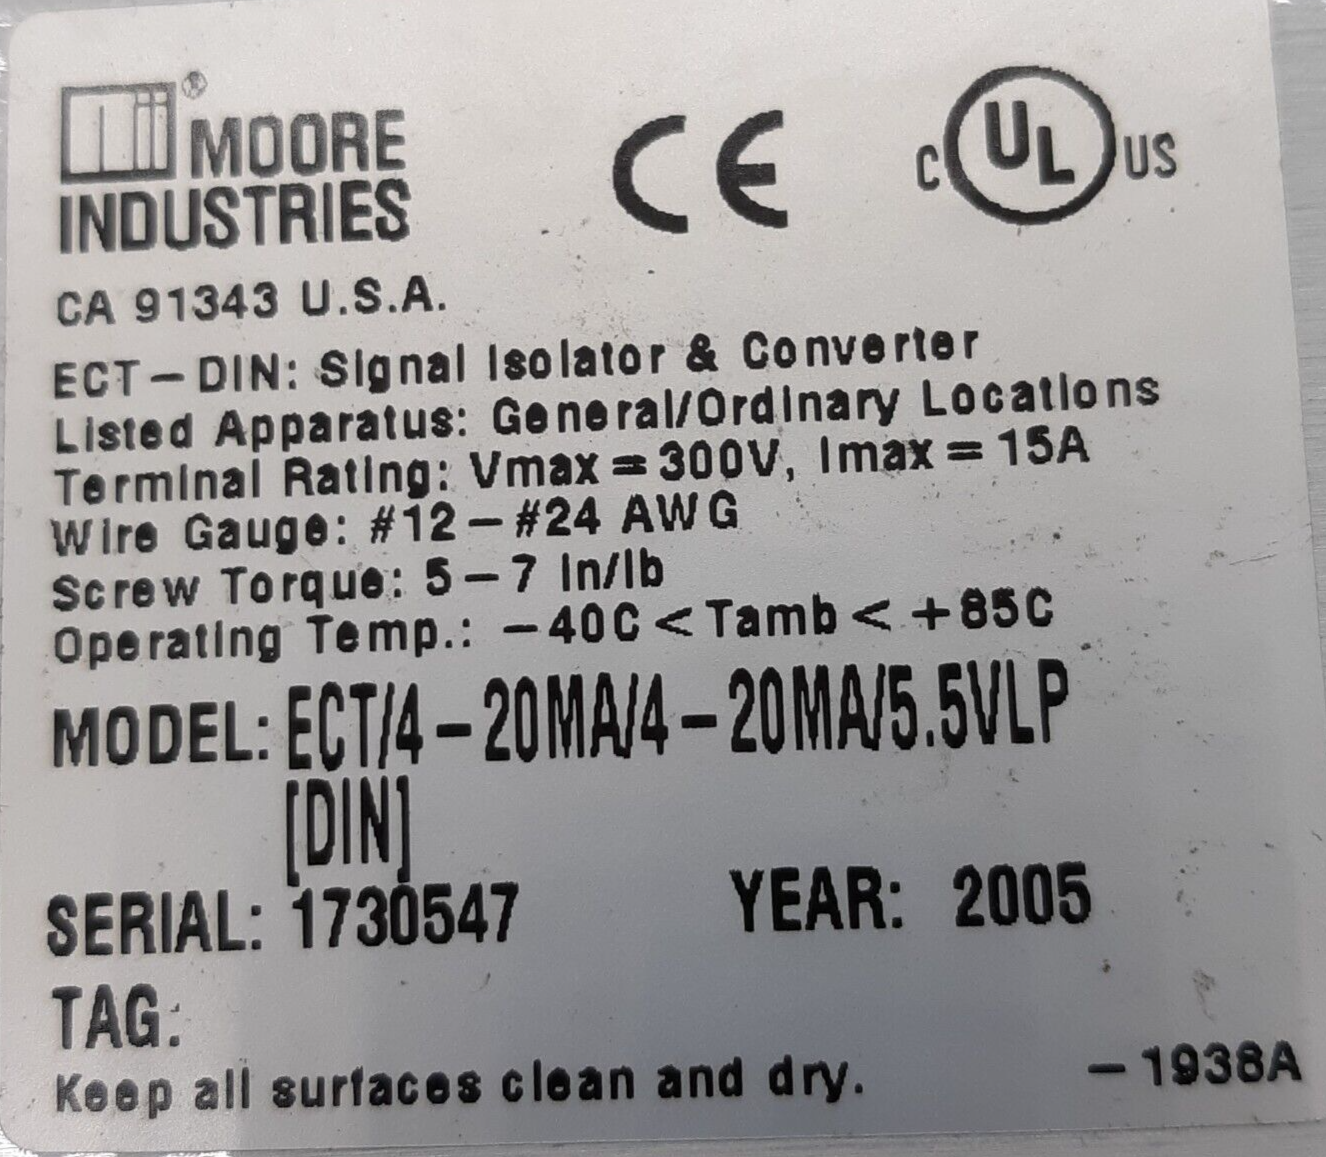 ® MOORE
INDUSTRIES
CE
C UL US
CA 91343 U.S.A.
ECT-DIN: Signal Isolator & Converter
Listed Apparatus: General/Ordinary Locations
Terminal Rating: Vmax = 300V, Imax = 15A
Wire Gauge: #12-#24 AWG
Screw Torque: 5-7 in/lb
Operating Temp.: -40C < Tamb < +85C
MODEL: ECT/4-20MA/4-20MA/5.5VLP
[DIN]
SERIAL: 1730547 YEAR: 2005
TAG:
Keep all surfaces clean and dry. -1938A